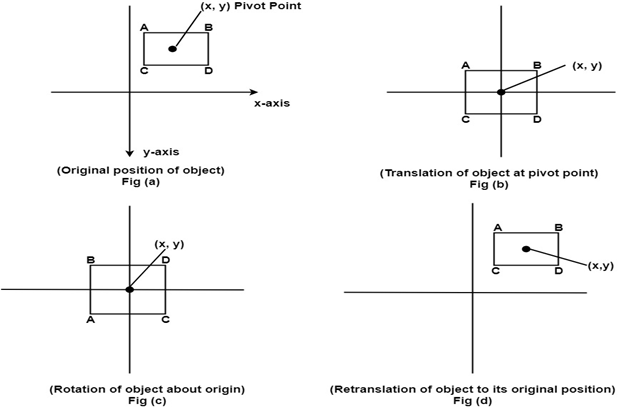 (x, y) Pivot Point
A B
C D
x-axis
y-axis
(Original position of object)
Fig (a)
A B
(x, y)
C D
(Translation of object at pivot point)
Fig (b)
(x, y)
B D
A C
(Rotation of object about origin)
Fig (c)
A B
C D
(x,y)
(Retranslation of object to its original position)
Fig (d)